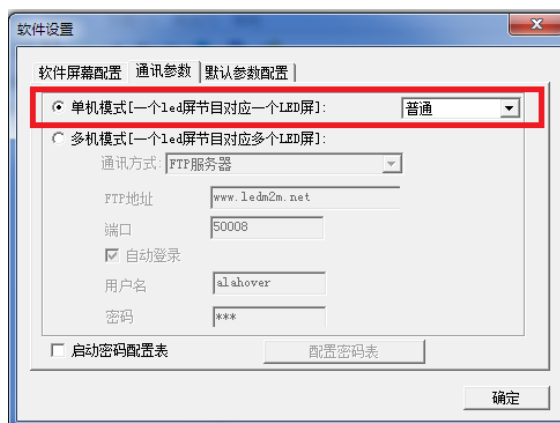 软件设置
软件屏幕配置 通讯参数 默认参数配置
单机模式[一个led屏节目对应一个LED屏]: 普通
多机模式[一个led屏节目对应多个LED屏]:
通讯方式: FTP服务器
FTP地址 www.ledm2m.net
端口 50008
自动登录
用户名 alahover
密码 ***
启动密码配置表 配置密码表
确定